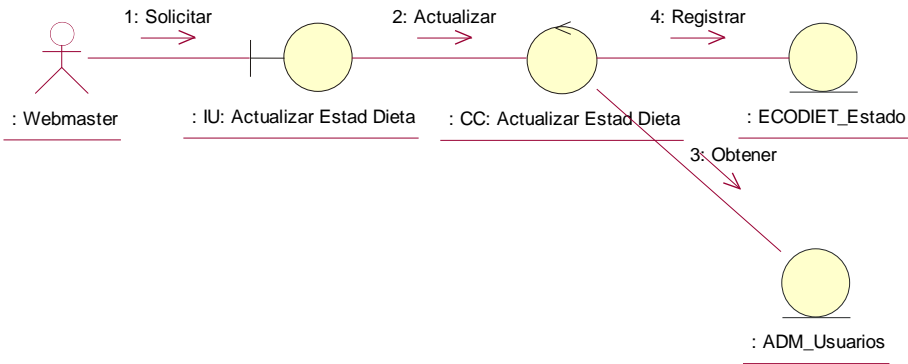 1: Solicitar
2: Actualizar
4: Registrar
: Webmaster
: IU: Actualizar Estad Dieta
: CC: Actualizar Estad Dieta
: ECODIET_Estado
3: Obtener
: ADM_Usuarios